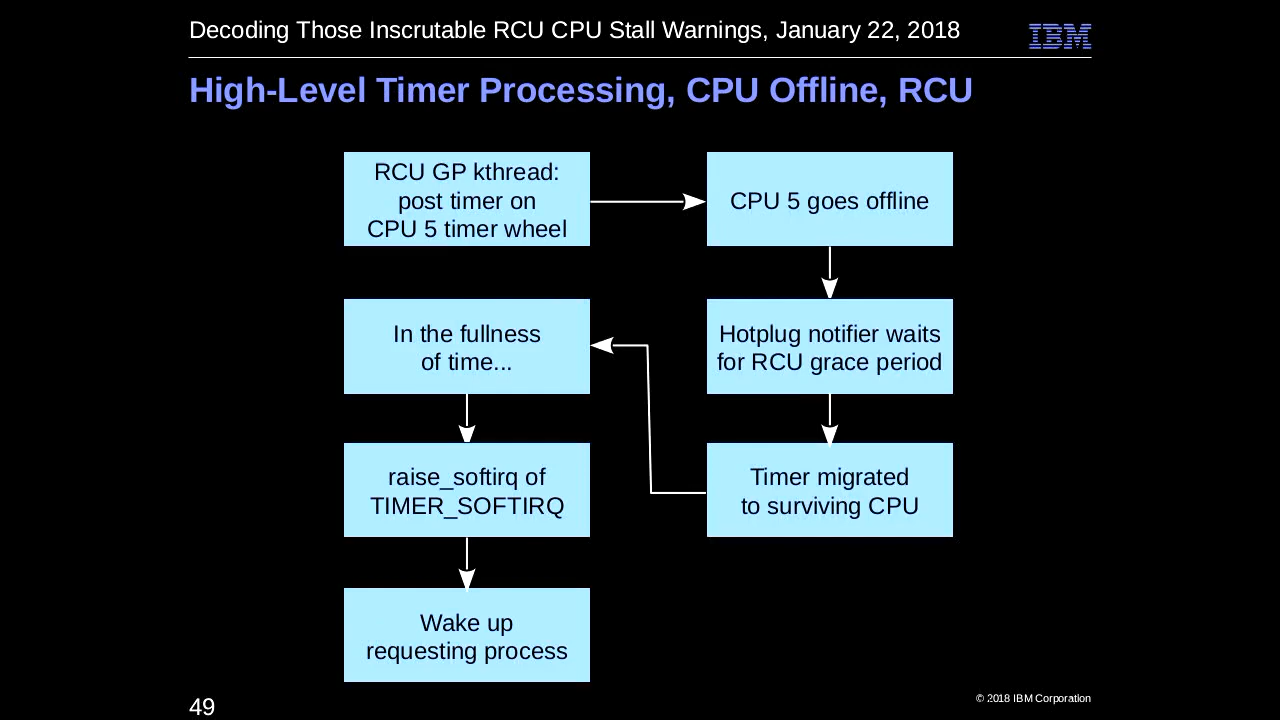 Decoding Those Inscrutable RCU CPU Stall Warnings, January 22, 2018
IBM
High-Level Timer Processing, CPU Offline, RCU
RCU GP kthread:
post timer on
CPU 5 timer wheel
CPU 5 goes offline
Hotplug notifier waits
for RCU grace period
Timer migrated
to surviving CPU
In the fullness
of time...
raise_softirq of
TIMER_SOFTIRQ
Wake up
requesting process
49
© 2018 IBM Corporation